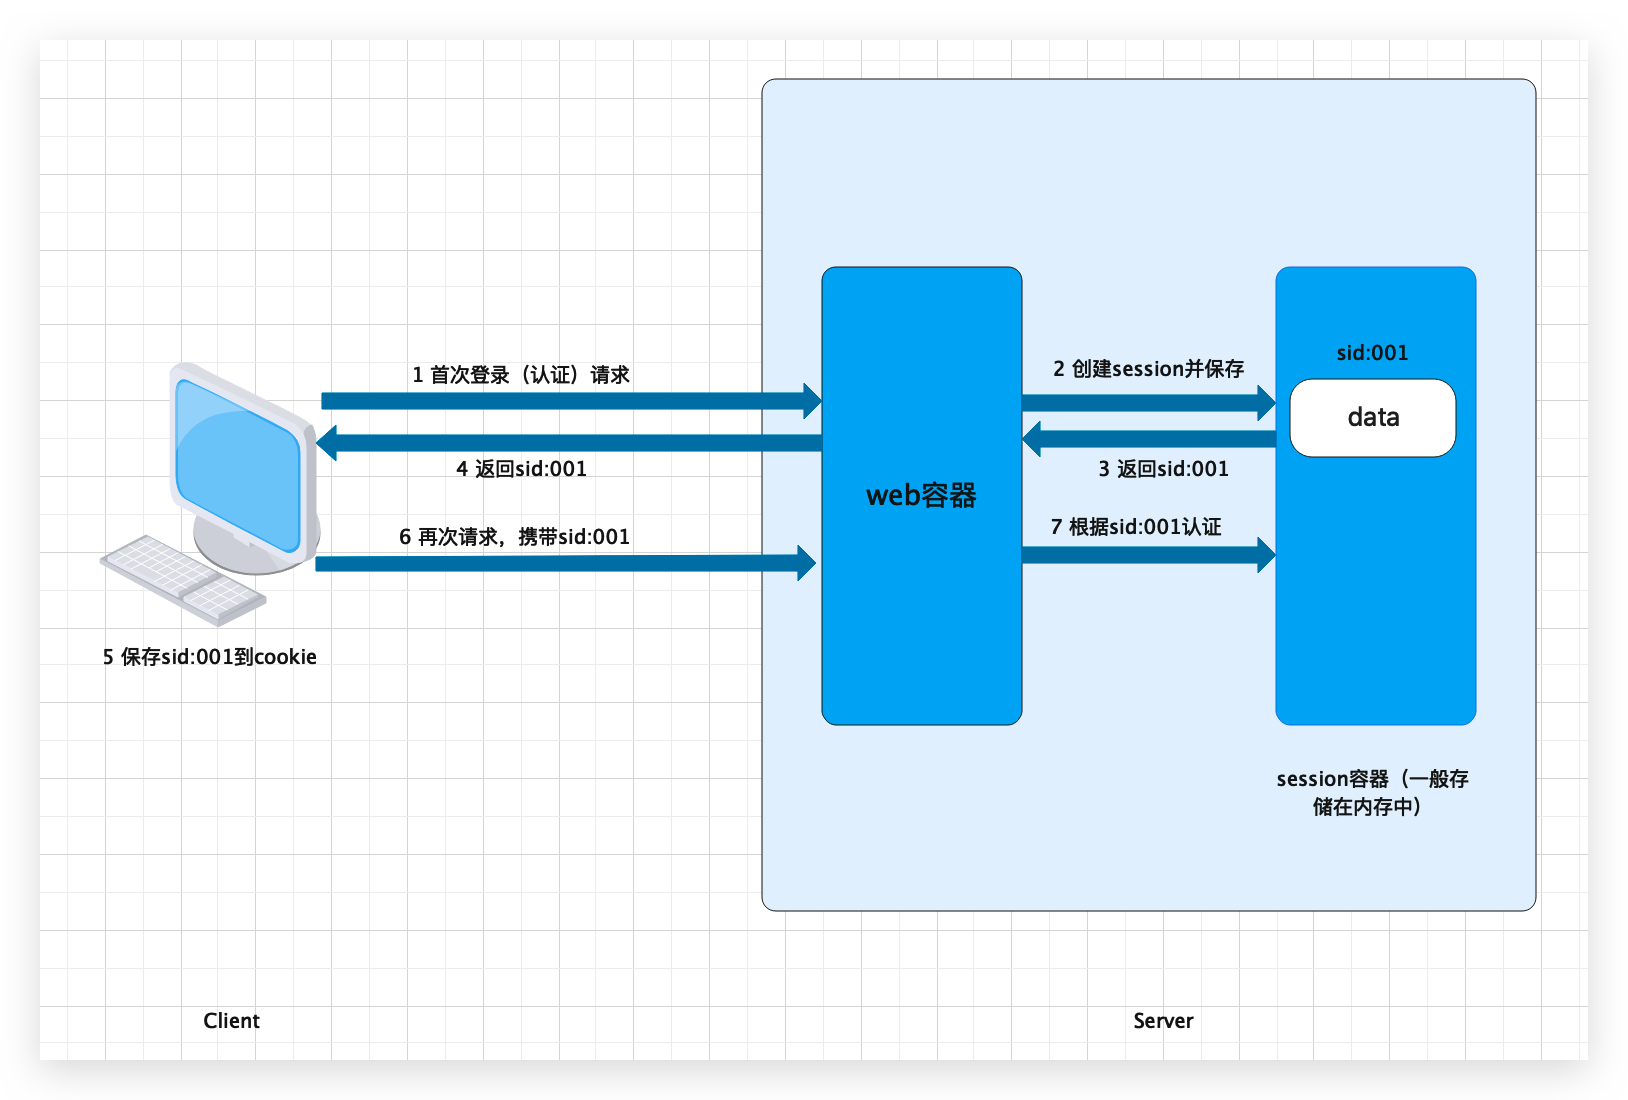 1 首次登录（认证）请求
4 返回sid:001
6 再次请求，携带sid:001
5 保存sid:001到cookie
web容器
2 创建session并保存
3 返回sid:001
7 根据sid:001认证
sid:001
data
session容器（一般存
储在内存中）
Client
Server